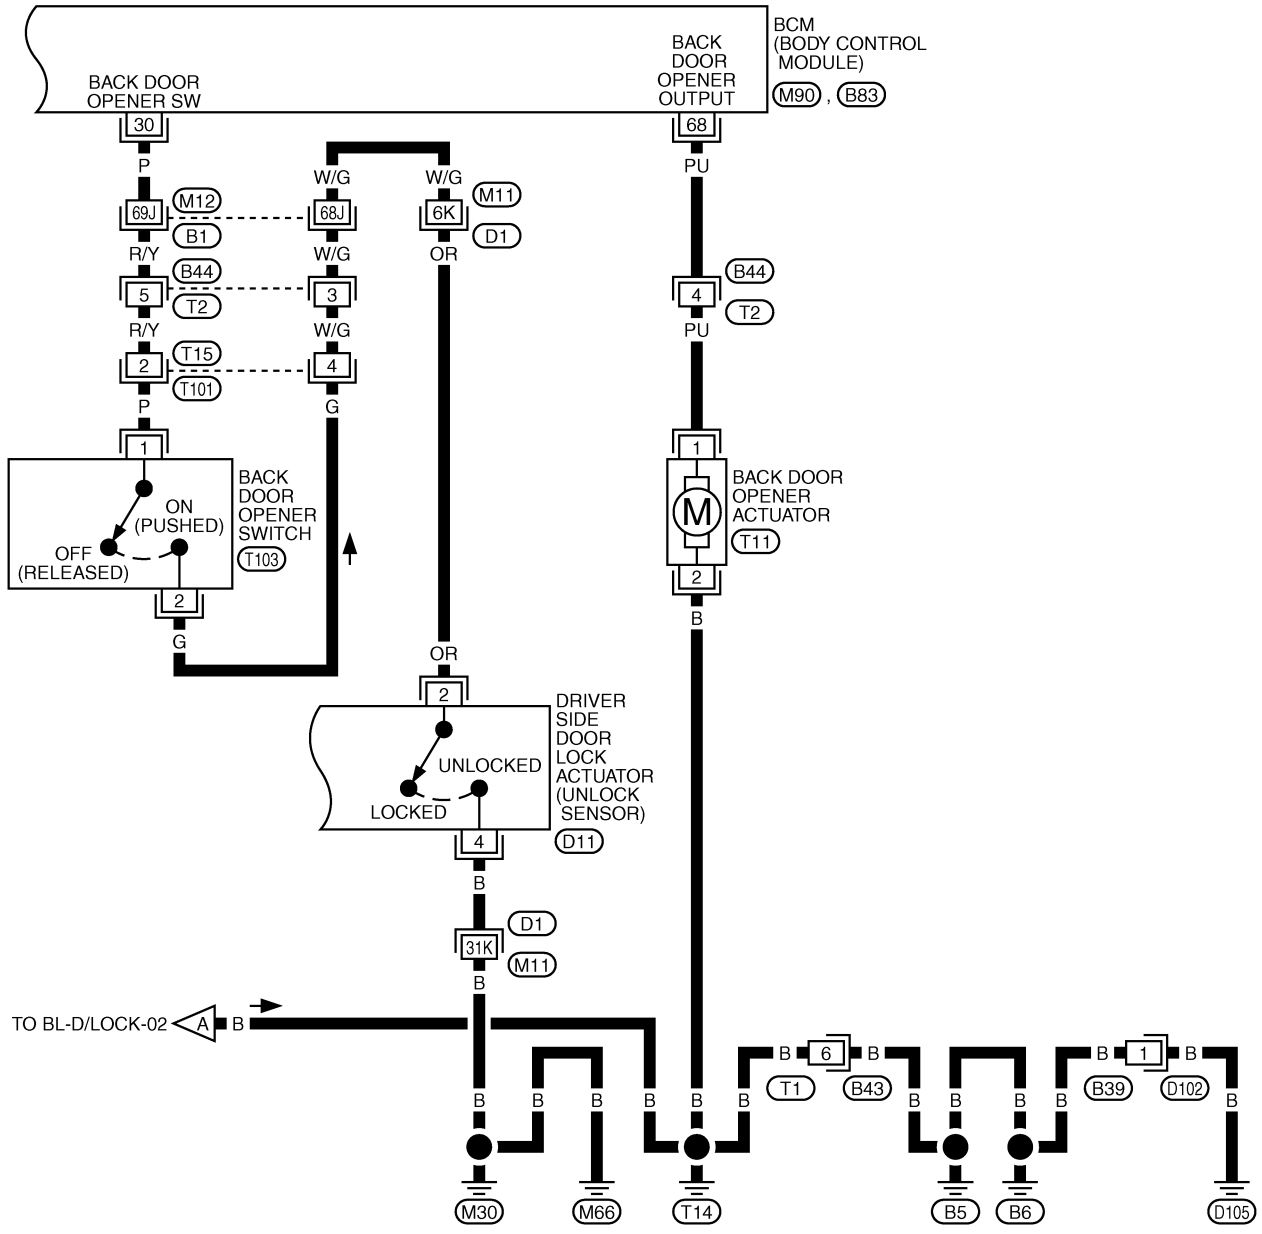 BCM
(BODY CONTROL
MODULE)
M90 , B83
BACK DOOR
OPENER SW
BACK
DOOR
OPENER
OUTPUT
30
68
P
W/G
W/G
PU
69J
M12
B1
68J
6K
M11
D1
R/Y
W/G
OR
5
B44
T2
3
4
B44
T2
R/Y
W/G
PU
2
T15
T101
4
P
G
1
1
BACK
DOOR
OPENER
SWITCH
T103
ON
(PUSHED)
OFF
(RELEASED)
2
G
M
BACK DOOR
OPENER
ACTUATOR
T11
2
B
OR
2
DRIVER
SIDE
DOOR
LOCK
ACTUATOR
(UNLOCK
SENSOR)
D11
UNLOCKED
LOCKED
4
B
31K
D1
M11
B
TO BL-D/LOCK-02
A
B
B
6
B
T1
B43
B
1
B
B39
D102
B
B
B
B
B
B
B
B
B
B
B
M30
M66
T14
B5
B6
D105